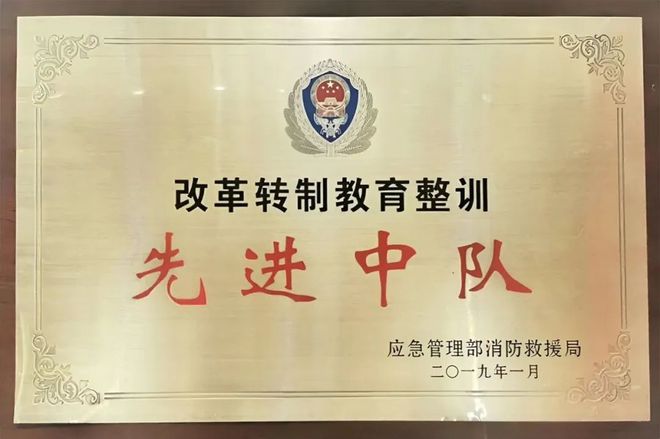 改革转制教育整训
先进中队
应急管理部消防救援局
二〇一九年一月